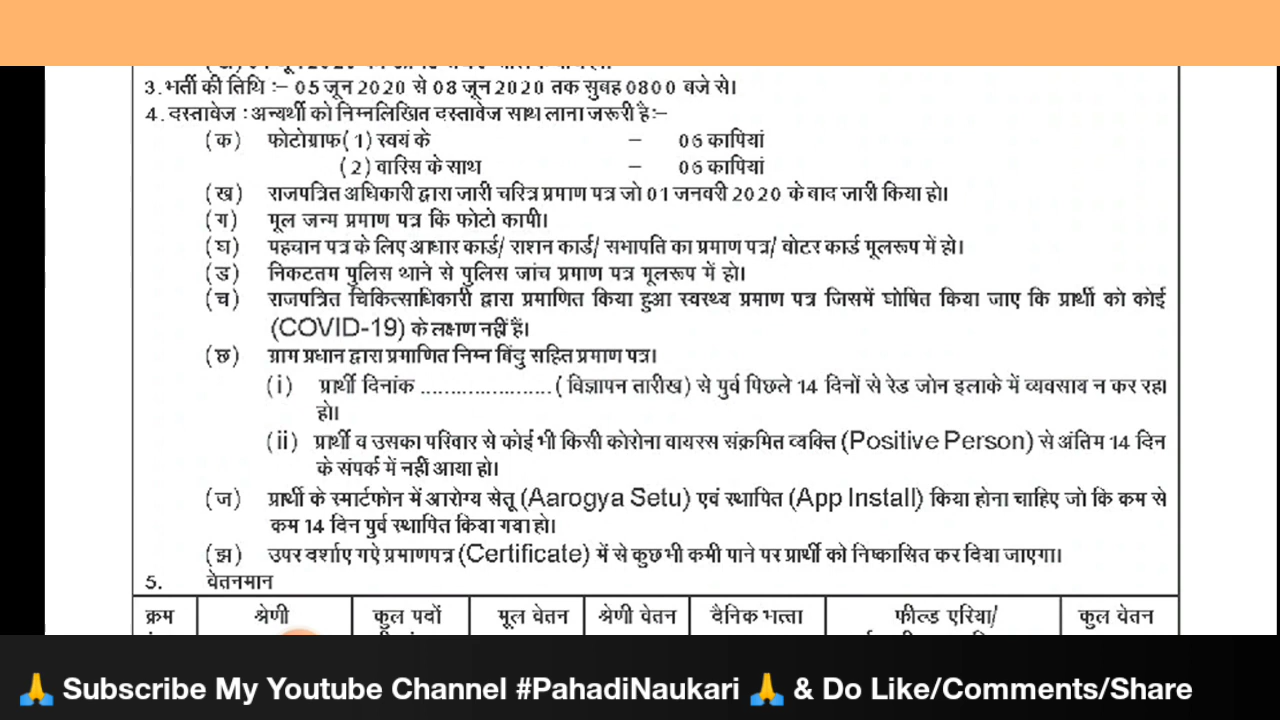 3. भर्ती की तिथि :– 05 जून 2020 से 08 जून 2020 तक सुबह 0800 बजे से।
4. दस्तावेज : अन्यर्थी को निम्नलिखित दस्तावेज साथ लाना जरूरी है:–
(क) फोटोग्राफ(1) स्वयं के – 06 कापियां
(2) वारिस के साथ – 06 कापियां
(ख) राजपत्रित अधिकारी द्वारा जारी चरित्र प्रमाण पत्र जो 01 जनवरी 2020 के बाद जारी किया हो।
(ग) मूल जन्म प्रमाण पत्र कि फोटो कापी।
(घ) पहचान पत्र के लिए आधार कार्ड/ राशन कार्ड/ सभापति का प्रमाण पत्र/ वोटर कार्ड मूलरूप में हो।
(ड) निकटतम पुलिस थाने से पुलिस जांच प्रमाण पत्र मूलरूप में हो।
(च) राजपत्रित चिकित्साधिकारी द्वारा प्रमाणित किया हुआ स्वस्थ्य प्रमाण पत्र जिसमें घोषित किया जाए कि प्रार्थी को कोई
(COVID-19) के लक्षण नहीं हैं।
(छ) ग्राम प्रधान द्वारा प्रमाणित निम्न बिंदु सहित प्रमाण पत्र।
(i) प्रार्थी दिनांक ...................... ( विज्ञापन तारीख) से पुर्व पिछले 14 दिनों से रेड जोन इलाके में व्यवसाय न कर रहा
हो।
(ii) प्रार्थी व उसका परिवार से कोई भी किसी कोरोना वायरस संक्रमित व्यक्ति (Positive Person) से अंतिम 14 दिन
के संपर्क में नहीं आया हो।
(ज) प्रार्थी के स्मार्टफोन में आरोग्य सेतू (Aarogya Setu) एवं स्थापित (App Install) किया होना चाहिए जो कि क्रम से
कम 14 दिन पुर्व स्थापित किया गया हो।
(झ) उपर दर्शाए गऐ प्रमाणपत्र (Certificate) में से कुछ भी कमी पाने पर प्रार्थी को निष्कासित कर दिया जाएगा।
5. वेतनमान
क्रम श्रेणी कुल पदों मूल वेतन श्रेणी वेतन दैनिक भत्ता फील्ड एरिया/ कुल वेतन
🙏 Subscribe My Youtube Channel #PahadiNaukari 🙏 & Do Like/Comments/Share